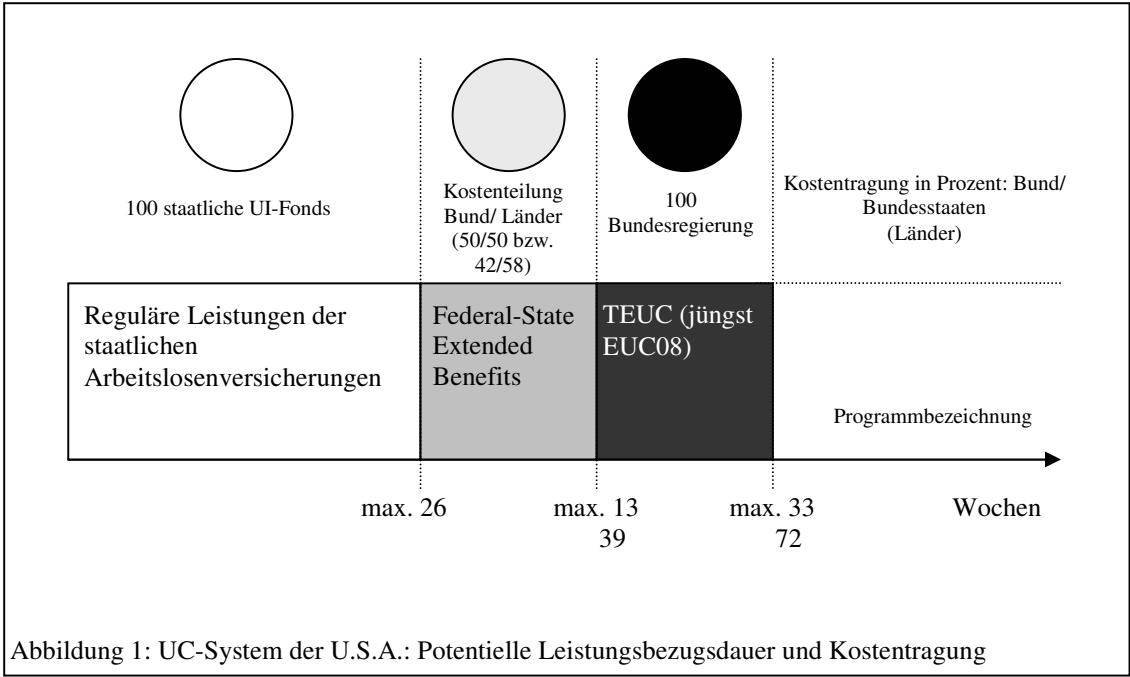 100 staatliche UI-Fonds
Kostenteilung
Bund/ Länder
(50/50 bzw.
42/58)
100
Bundesregierung
Kostentragung in Prozent: Bund/
Bundesstaaten
(Länder)
Reguläre Leistungen der
staatlichen
Arbeitslosenversicherungen
Federal-State
Extended
Benefits
TEUC (jüngst
EUC08)
Programmbezeichnung
max. 26
max. 13
39
max. 33
72
Wochen
Abbildung 1: UC-System der U.S.A.: Potentielle Leistungsbezugsdauer und Kostentragung